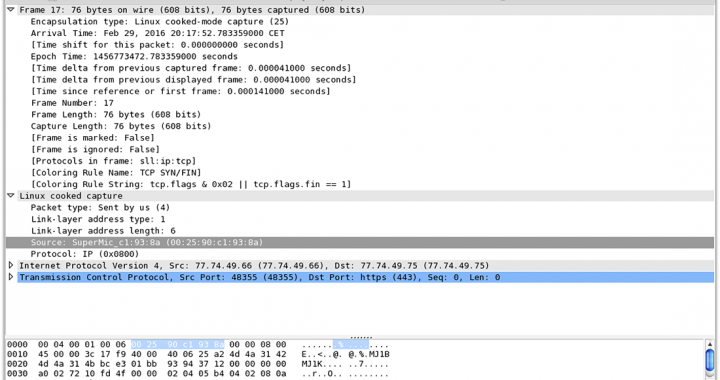 Frame 17: 76 bytes on wire (608 bits), 76 bytes captured (608 bits)
Encapsulation type: Linux cooked-mode capture (25)
Arrival Time: Feb 29, 2016 20:17:52.783359000 CET
[Time shift for this packet: 0.000000000 seconds]
Epoch Time: 1456773472.783359000 seconds
[Time delta from previous captured frame: 0.000041000 seconds]
[Time delta from previous displayed frame: 0.000041000 seconds]
[Time since reference or first frame: 0.000141000 seconds]
Frame Number: 17
Frame Length: 76 bytes (608 bits)
Capture Length: 76 bytes (608 bits)
[Frame is marked: False]
[Frame is ignored: False]
[Protocols in frame: sll:ip:tcp]
[Coloring Rule Name: TCP SYN/FIN]
[Coloring Rule String: tcp.flags & 0x02 || tcp.flags.fin == 1]
Linux cooked capture
Packet type: Sent by us (4)
Link-layer address type: 1
Link-layer address length: 6
Source: SuperMic_c1:93:8a (00:25:90:c1:93:8a)
Protocol: IP (0x0800)
Internet Protocol Version 4, Src: 77.74.49.66 (77.74.49.66), Dst: 77.74.49.75 (77.74.49.75)
Transmission Control Protocol, Src Port: 48355 (48355), Dst Port: https (443), Seq: 0, Len: 0
0000 00 04 00 01 00 06 00 25 90 c1 93 8a 00 00 08 00 .......% ........
0010 45 00 00 3c 17 f9 40 00 40 06 25 a2 4d 4a 31 42 E..<..@. @.%.MJ1B
0020 4d 4a 31 4b bc e3 01 bb 93 94 37 12 00 00 00 00 MJ1K.... ..7.....
0030 a0 02 72 10 fd 4f 00 00 02 04 05 b4 04 02 08 0a ..r..O.. ........